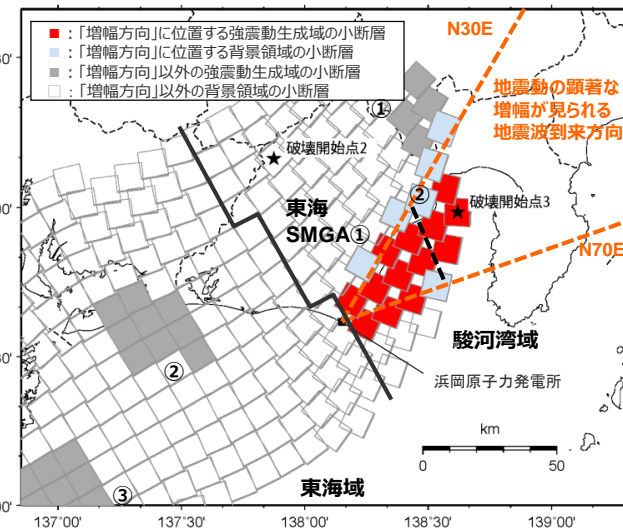 ■ :「増幅方向」に位置する強震動生成域の小断層
■ :「増幅方向」に位置する背景領域の小断層
■ :「増幅方向」以外の強震動生成域の小断層
□ :「増幅方向」以外の背景領域の小断層
N30E
地震動の顕著な
増幅が見られる
地震波到来方向
①
★ 破壊開始点2
②
★ 破壊開始点3
東海
SMGA①
N70E
駿河湾域
浜岡原子力発電所
②
km
0 50
東海域
③
137°00' 137°30' 138°00' 138°30' 139°00'